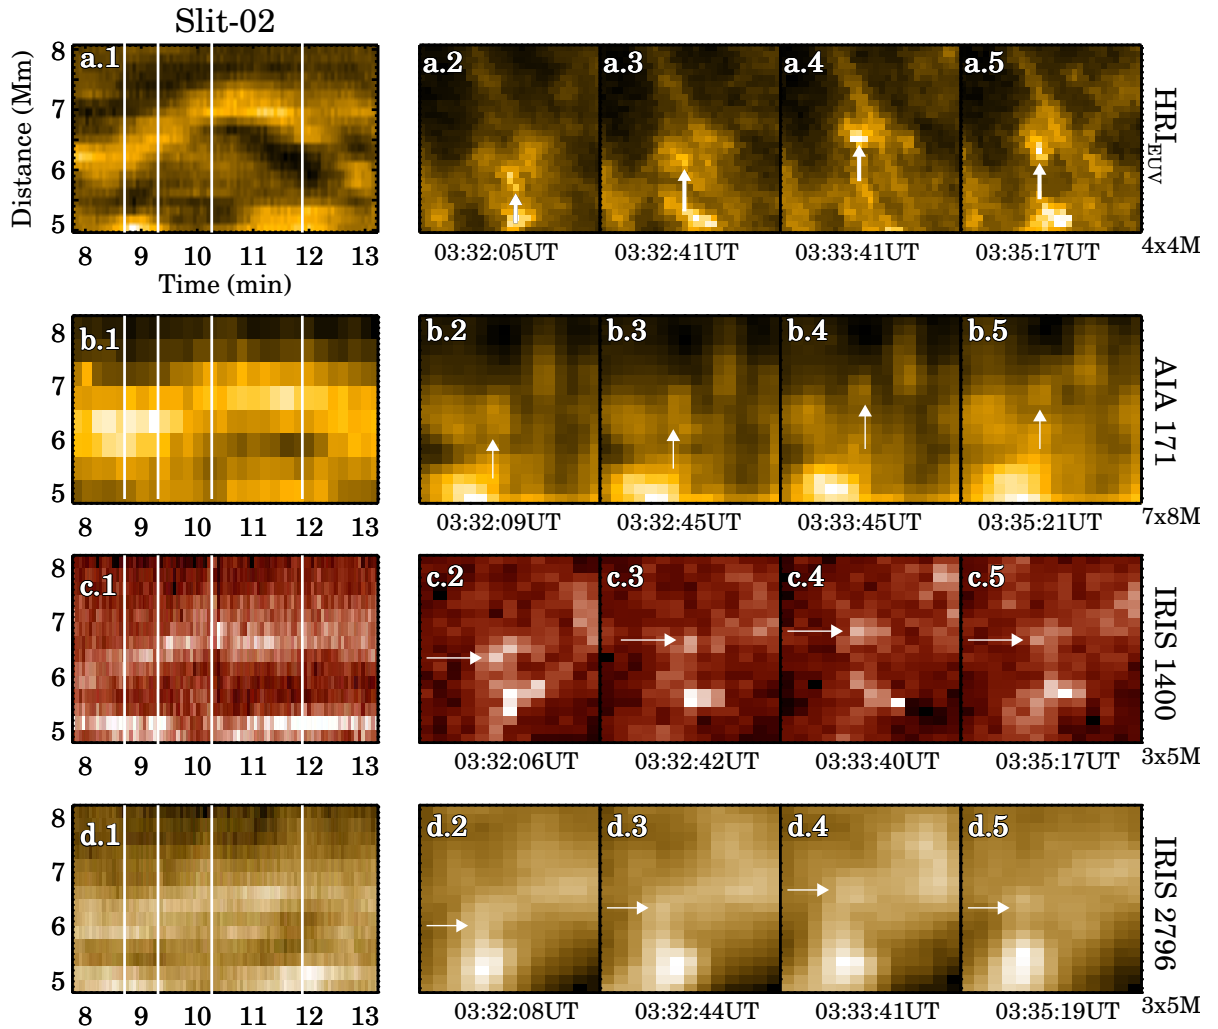 Slit-02
Distance (Mm)
8
7
6
5
a.1
a.2
a.3
a.4
a.5
HRI_EUV
8 9 10 11 12 13
Time (min)
03:32:05UT
03:32:41UT
03:33:41UT
03:35:17UT
4x4M
8
7
6
5
b.1
b.2
b.3
b.4
b.5
AIA 171
8 9 10 11 12 13
03:32:09UT
03:32:45UT
03:33:45UT
03:35:21UT
7x8M
8
7
6
5
c.1
c.2
c.3
c.4
c.5
IRIS 1400
8 9 10 11 12 13
03:32:06UT
03:32:42UT
03:33:40UT
03:35:17UT
3x5M
8
7
6
5
d.1
d.2
d.3
d.4
d.5
IRIS 2796
8 9 10 11 12 13
03:32:08UT
03:32:44UT
03:33:41UT
03:35:19UT
3x5M